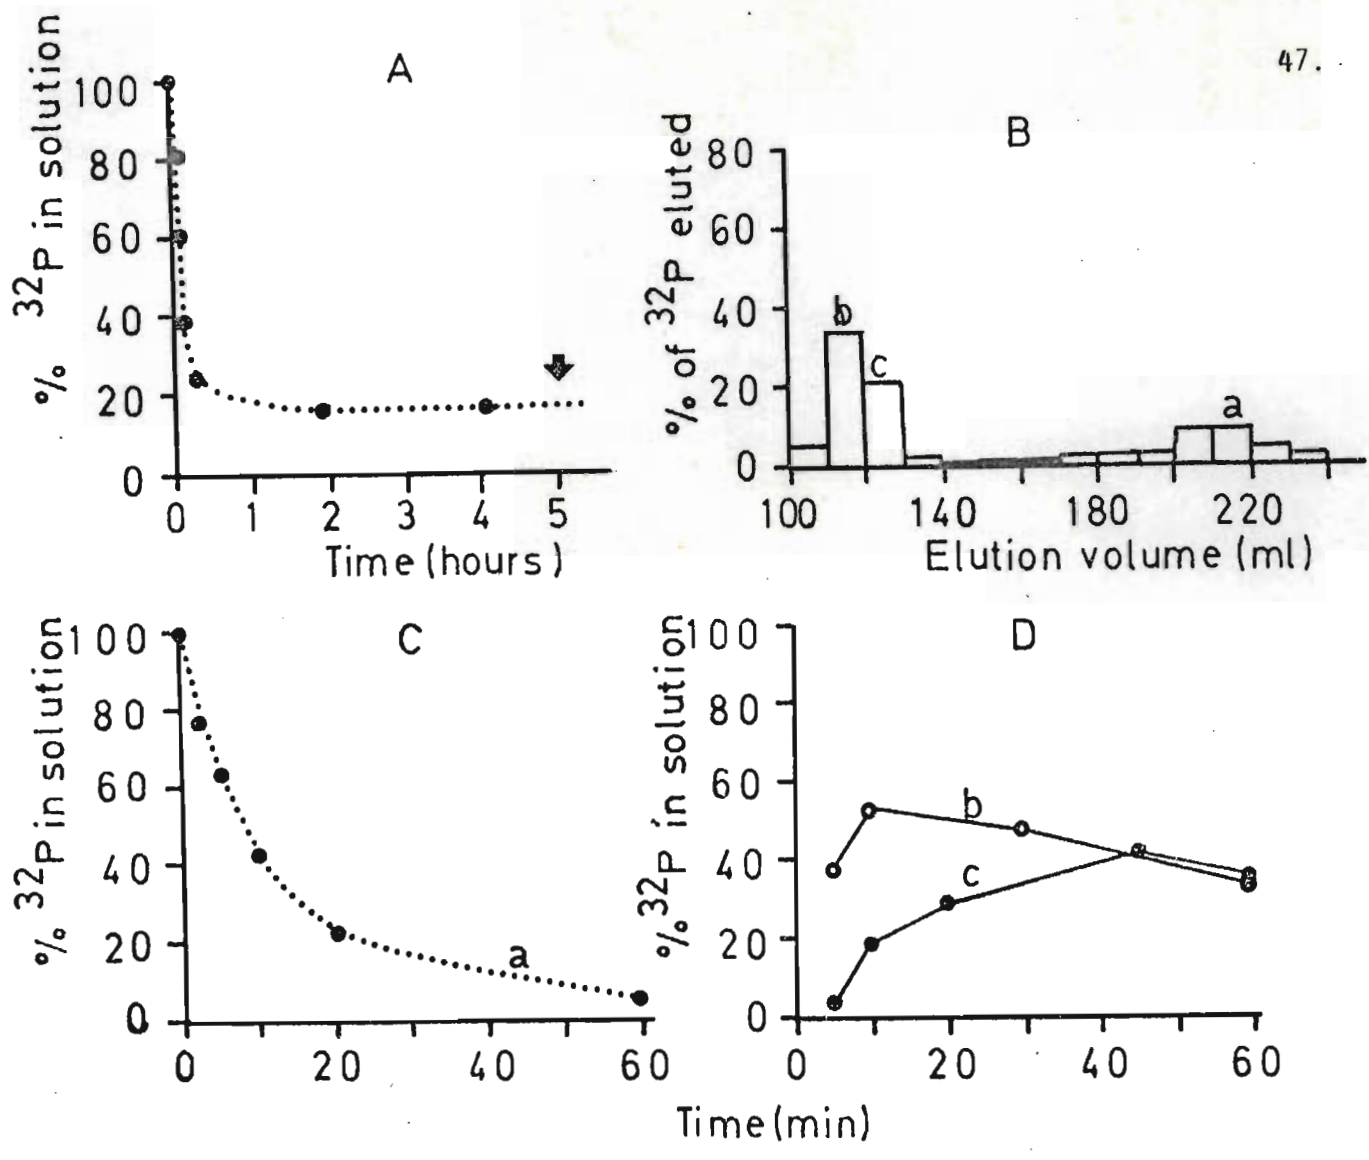 47.
A
% 32P in solution
100
80
60
40
20
0
0 1 2 3 4 5
Time (hours)
B
% of 32P eluted
80
60
40
20
0
b
c
a
100 140 180 220
Elution volume (ml)
C
% 32P in solution
100
80
60
40
20
0
a
0 20 40 60
D
% 32P in solution
100
80
60
40
20
0
b
c
0 20 40 60
Time (min)